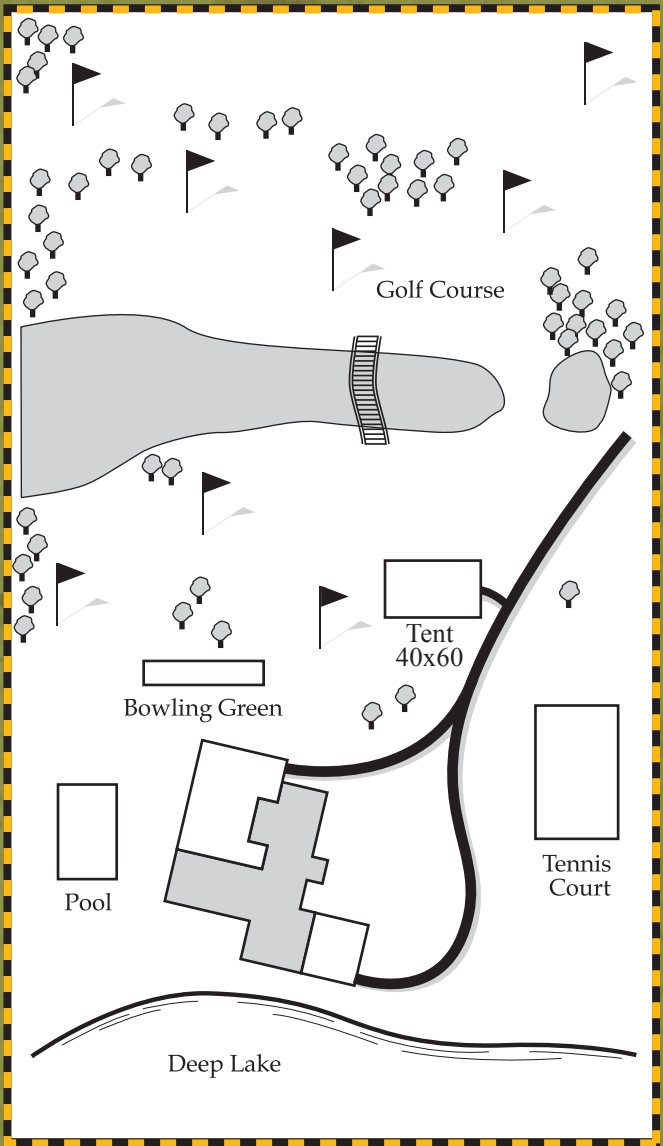 Golf Course
Tent
40x60
Bowling Green
Tennis
Court
Pool
Deep Lake